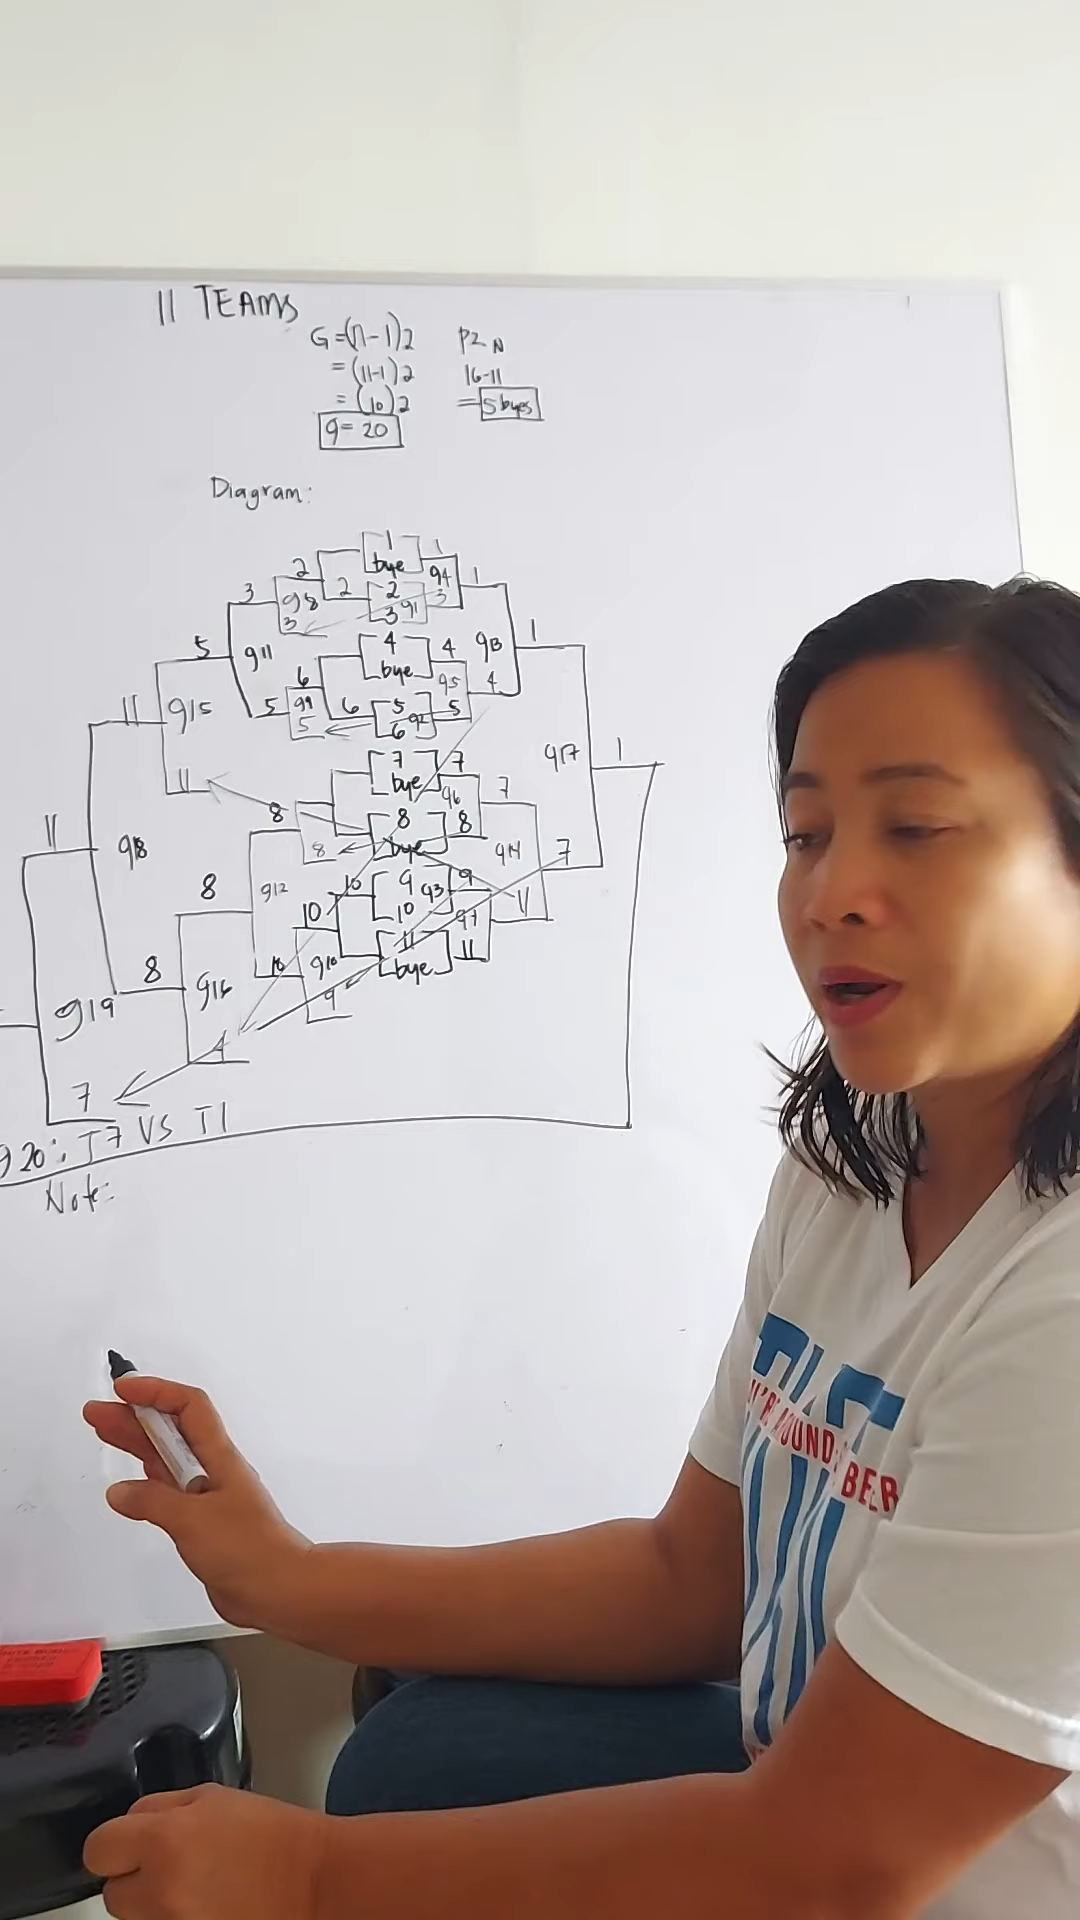 11 TEAMS
G=(n-1)2
=(11-1)2
=(10)2
g= 20
P2-N
16-11
=5 byes
Diagram:
1
bye
1
2
2
2
3
g1
3
g4
1
3
g8
3
4
bye
4
g5
g13
1
5
g11
6
g9
5
5
6
5
6
g2
5
4
11
g15
11
7
bye
7
g6
7
g17
1
8
8
8
bye
8
g14
7
11
g18
8
g12
10
10
9
10
g3
9
g7
11
8
g16
10
g10
9
11
bye
11
g19
4
7
g20: T7 VS T1
Note:
BEER